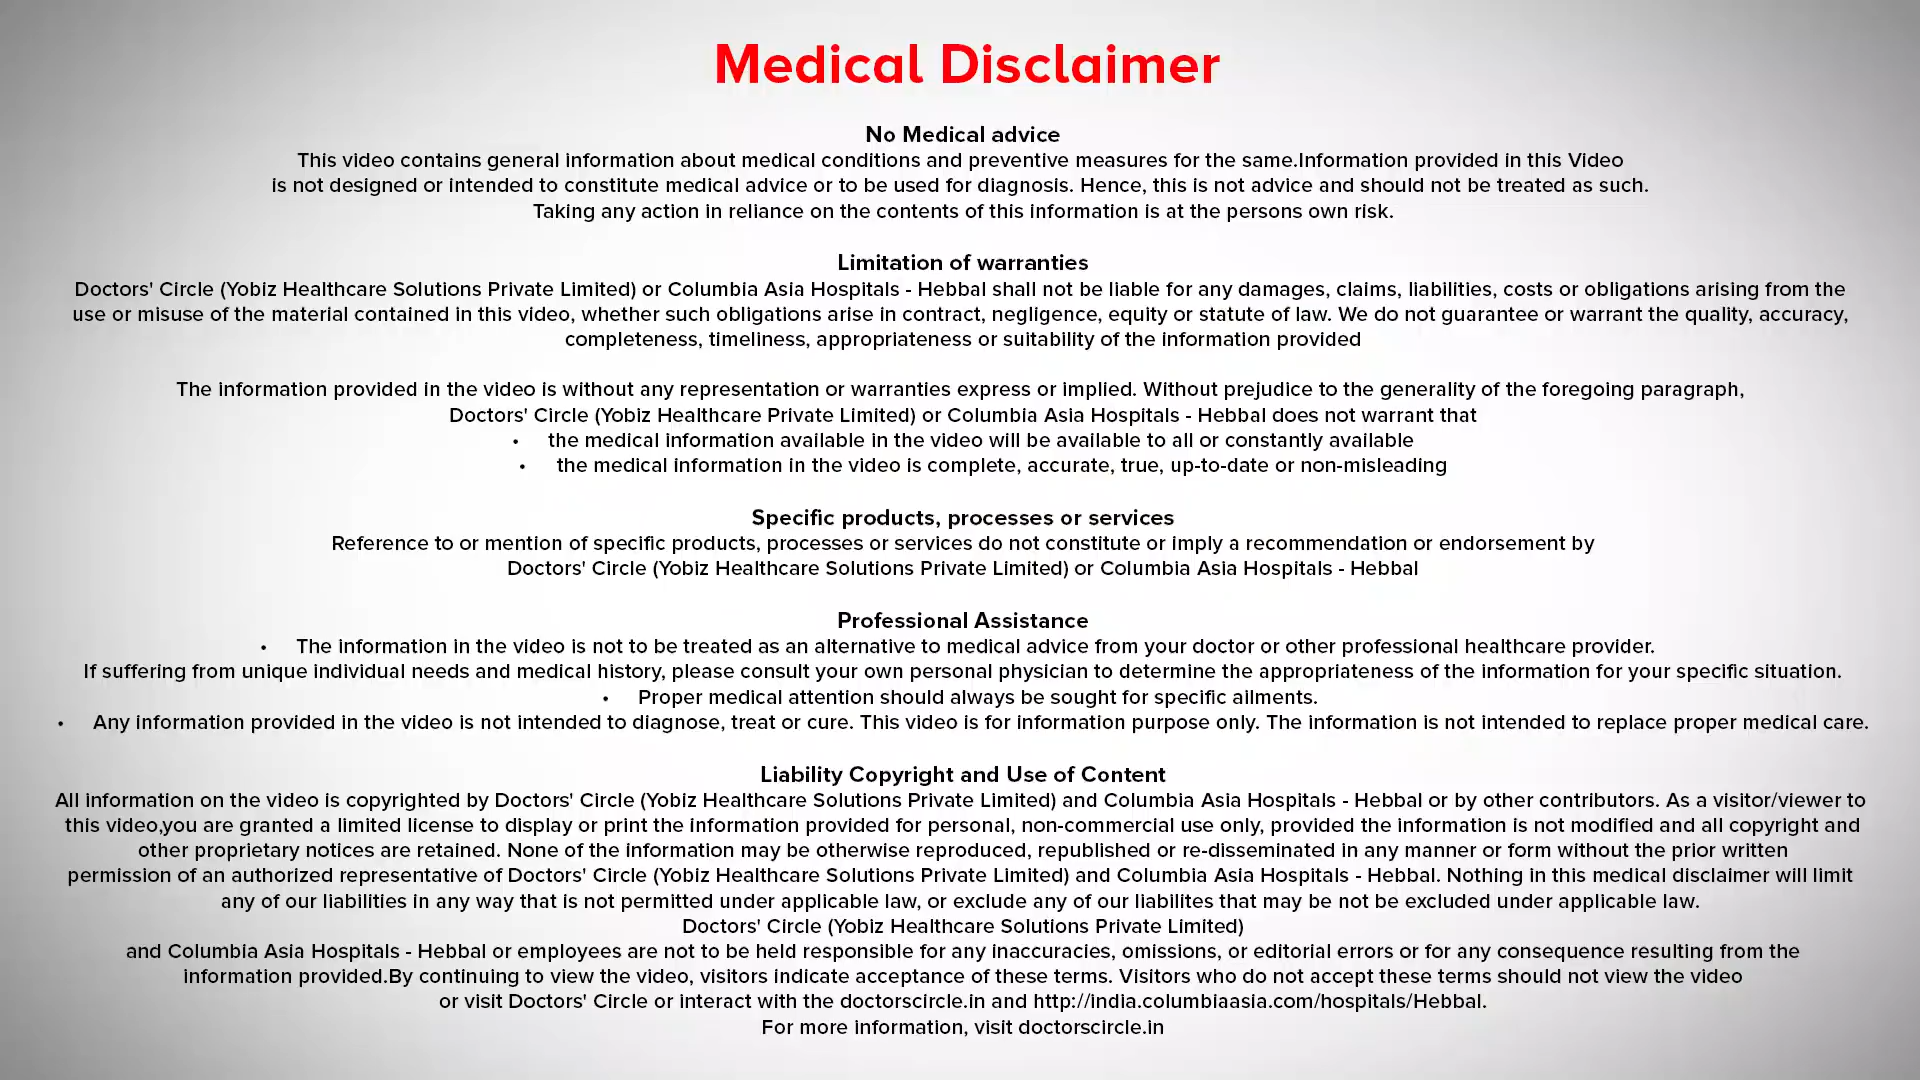 Medical Disclaimer
No Medical advice
This video contains general information about medical conditions and preventive measures for the same.Information provided in this Video
is not designed or intended to constitute medical advice or to be used for diagnosis. Hence, this is not advice and should not be treated as such.
Taking any action in reliance on the contents of this information is at the persons own risk.
Limitation of warranties
Doctors' Circle (Yobiz Healthcare Solutions Private Limited) or Columbia Asia Hospitals - Hebbal shall not be liable for any damages, claims, liabilities, costs or obligations arising from the
use or misuse of the material contained in this video, whether such obligations arise in contract, negligence, equity or statute of law. We do not guarantee or warrant the quality, accuracy,
completeness, timeliness, appropriateness or suitability of the information provided
The information provided in the video is without any representation or warranties express or implied. Without prejudice to the generality of the foregoing paragraph,
Doctors' Circle (Yobiz Healthcare Private Limited) or Columbia Asia Hospitals - Hebbal does not warrant that
• the medical information available in the video will be available to all or constantly available
• the medical information in the video is complete, accurate, true, up-to-date or non-misleading
Specific products, processes or services
Reference to or mention of specific products, processes or services do not constitute or imply a recommendation or endorsement by
Doctors' Circle (Yobiz Healthcare Solutions Private Limited) or Columbia Asia Hospitals - Hebbal
Professional Assistance
• The information in the video is not to be treated as an alternative to medical advice from your doctor or other professional healthcare provider.
If suffering from unique individual needs and medical history, please consult your own personal physician to determine the appropriateness of the information for your specific situation.
• Proper medical attention should always be sought for specific ailments.
• Any information provided in the video is not intended to diagnose, treat or cure. This video is for information purpose only. The information is not intended to replace proper medical care.
Liability Copyright and Use of Content
All information on the video is copyrighted by Doctors' Circle (Yobiz Healthcare Solutions Private Limited) and Columbia Asia Hospitals - Hebbal or by other contributors. As a visitor/viewer to
this video,you are granted a limited license to display or print the information provided for personal, non-commercial use only, provided the information is not modified and all copyright and
other proprietary notices are retained. None of the information may be otherwise reproduced, republished or re-disseminated in any manner or form without the prior written
permission of an authorized representative of Doctors' Circle (Yobiz Healthcare Solutions Private Limited) and Columbia Asia Hospitals - Hebbal. Nothing in this medical disclaimer will limit
any of our liabilities in any way that is not permitted under applicable law, or exclude any of our liabilites that may be not be excluded under applicable law.
Doctors' Circle (Yobiz Healthcare Solutions Private Limited)
and Columbia Asia Hospitals - Hebbal or employees are not to be held responsible for any inaccuracies, omissions, or editorial errors or for any consequence resulting from the
information provided.By continuing to view the video, visitors indicate acceptance of these terms. Visitors who do not accept these terms should not view the video
or visit Doctors' Circle or interact with the doctorscircle.in and http://india.columbiaasia.com/hospitals/Hebbal.
For more information, visit doctorscircle.in